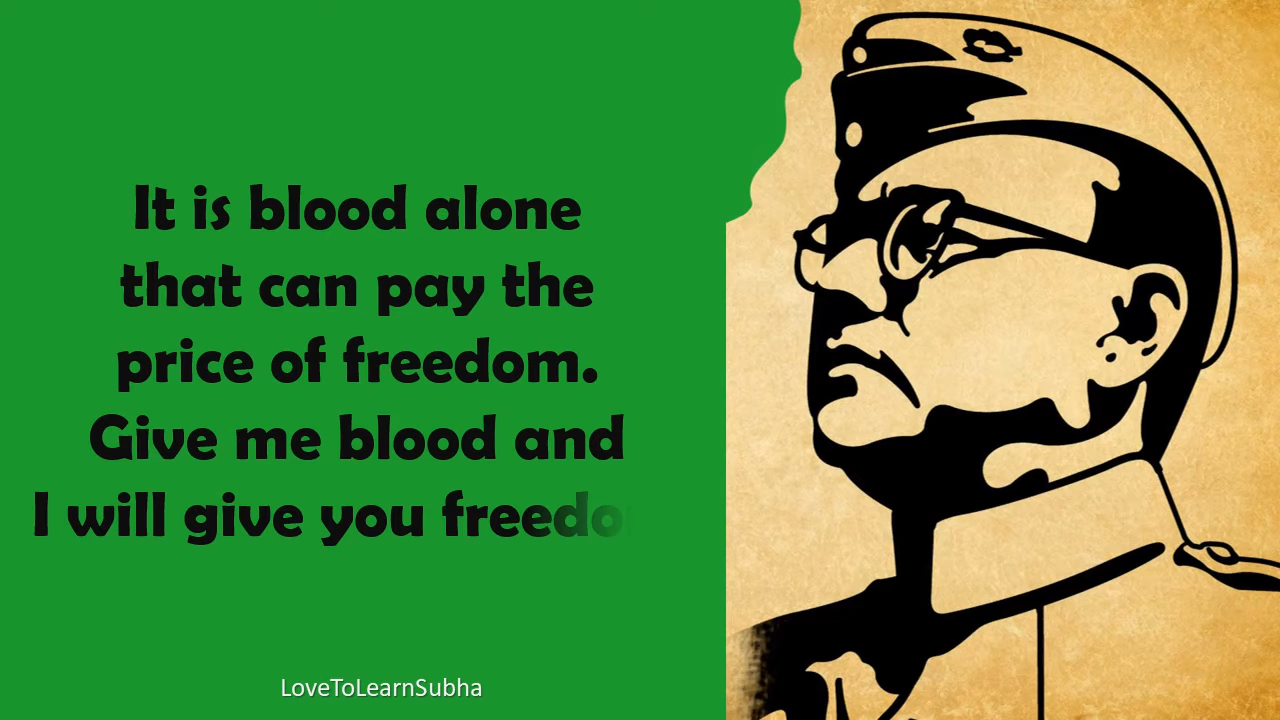 It is blood alone
that can pay the
price of freedom.
Give me blood and
I will give you freedo
LoveToLearnSubha